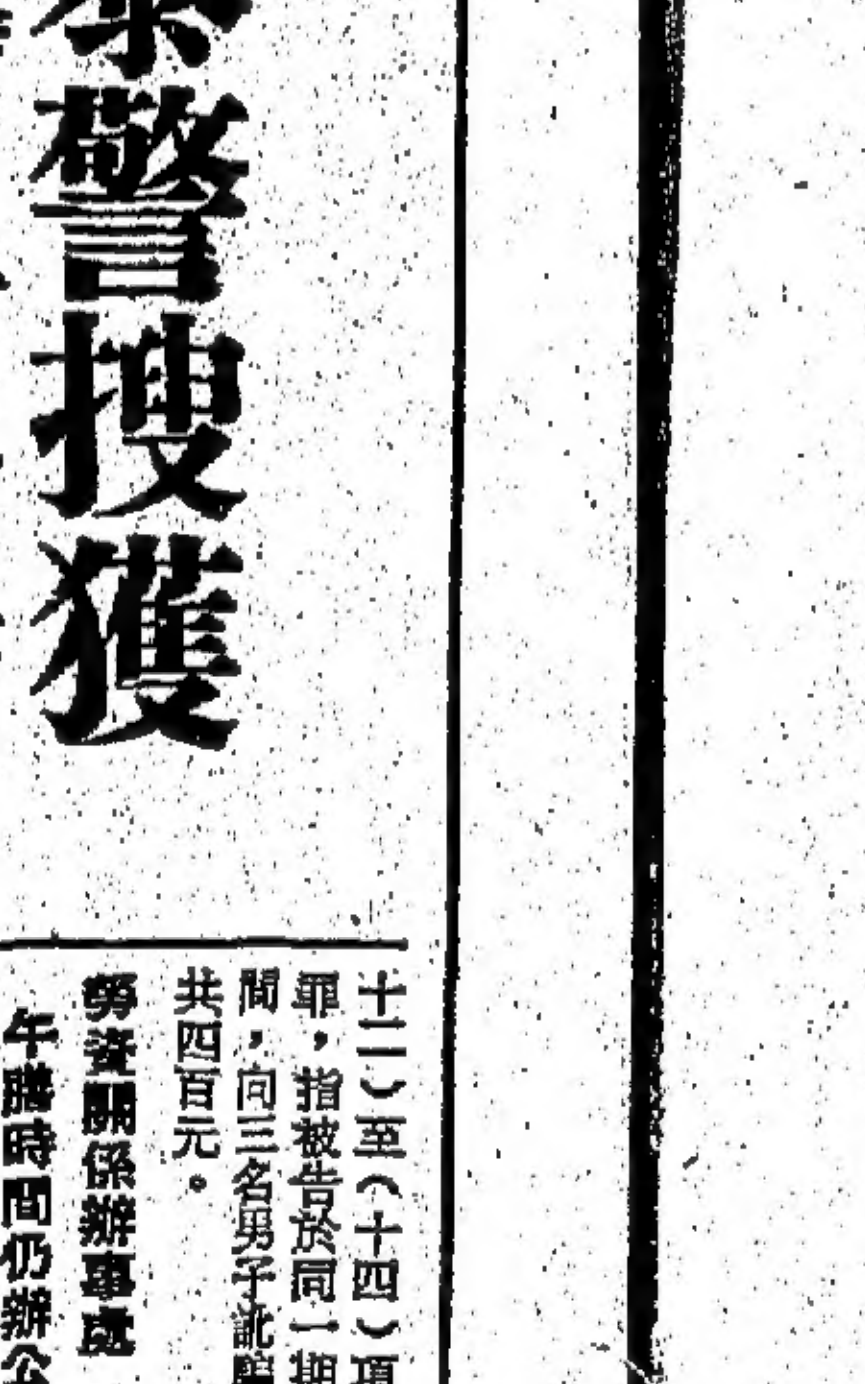 警搜獲
十二）至（十四）項
罪，指被告於同一期
間，向三名男子訛騙
共四百元。
勞資關係辦事處
午膳時間仍辦公